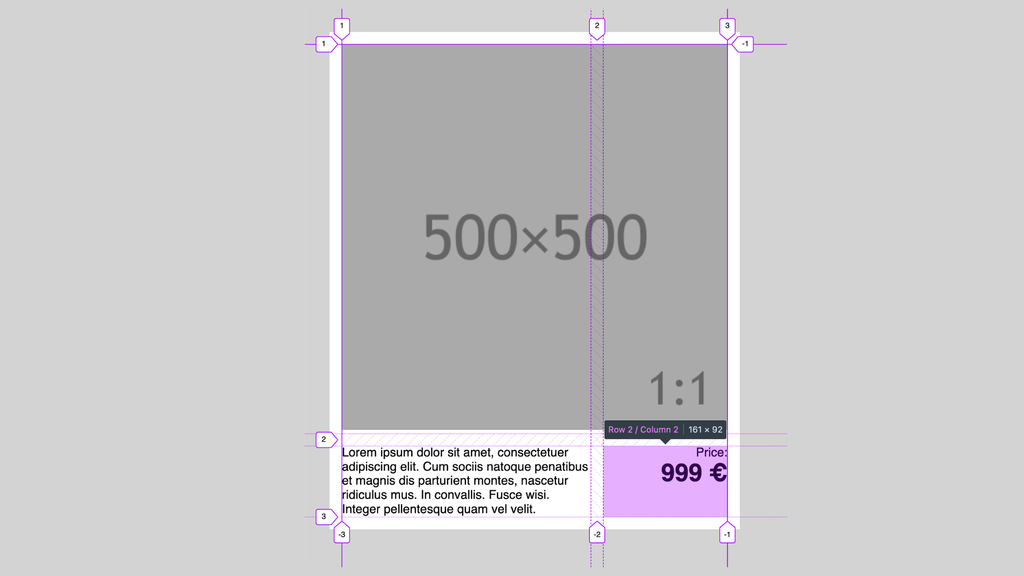 1
2
3
1
-1
500×500
1:1
2
Row 2 / Column 2 161 × 92
Lorem ipsum dolor sit amet, consectetuer
adipiscing elit. Cum sociis natoque penatibus
et magnis dis parturient montes, nascetur
ridiculus mus. In convallis. Fusce wisi.
Integer pellentesque quam vel velit.
Price:
999 €
3
-3
-2
-1